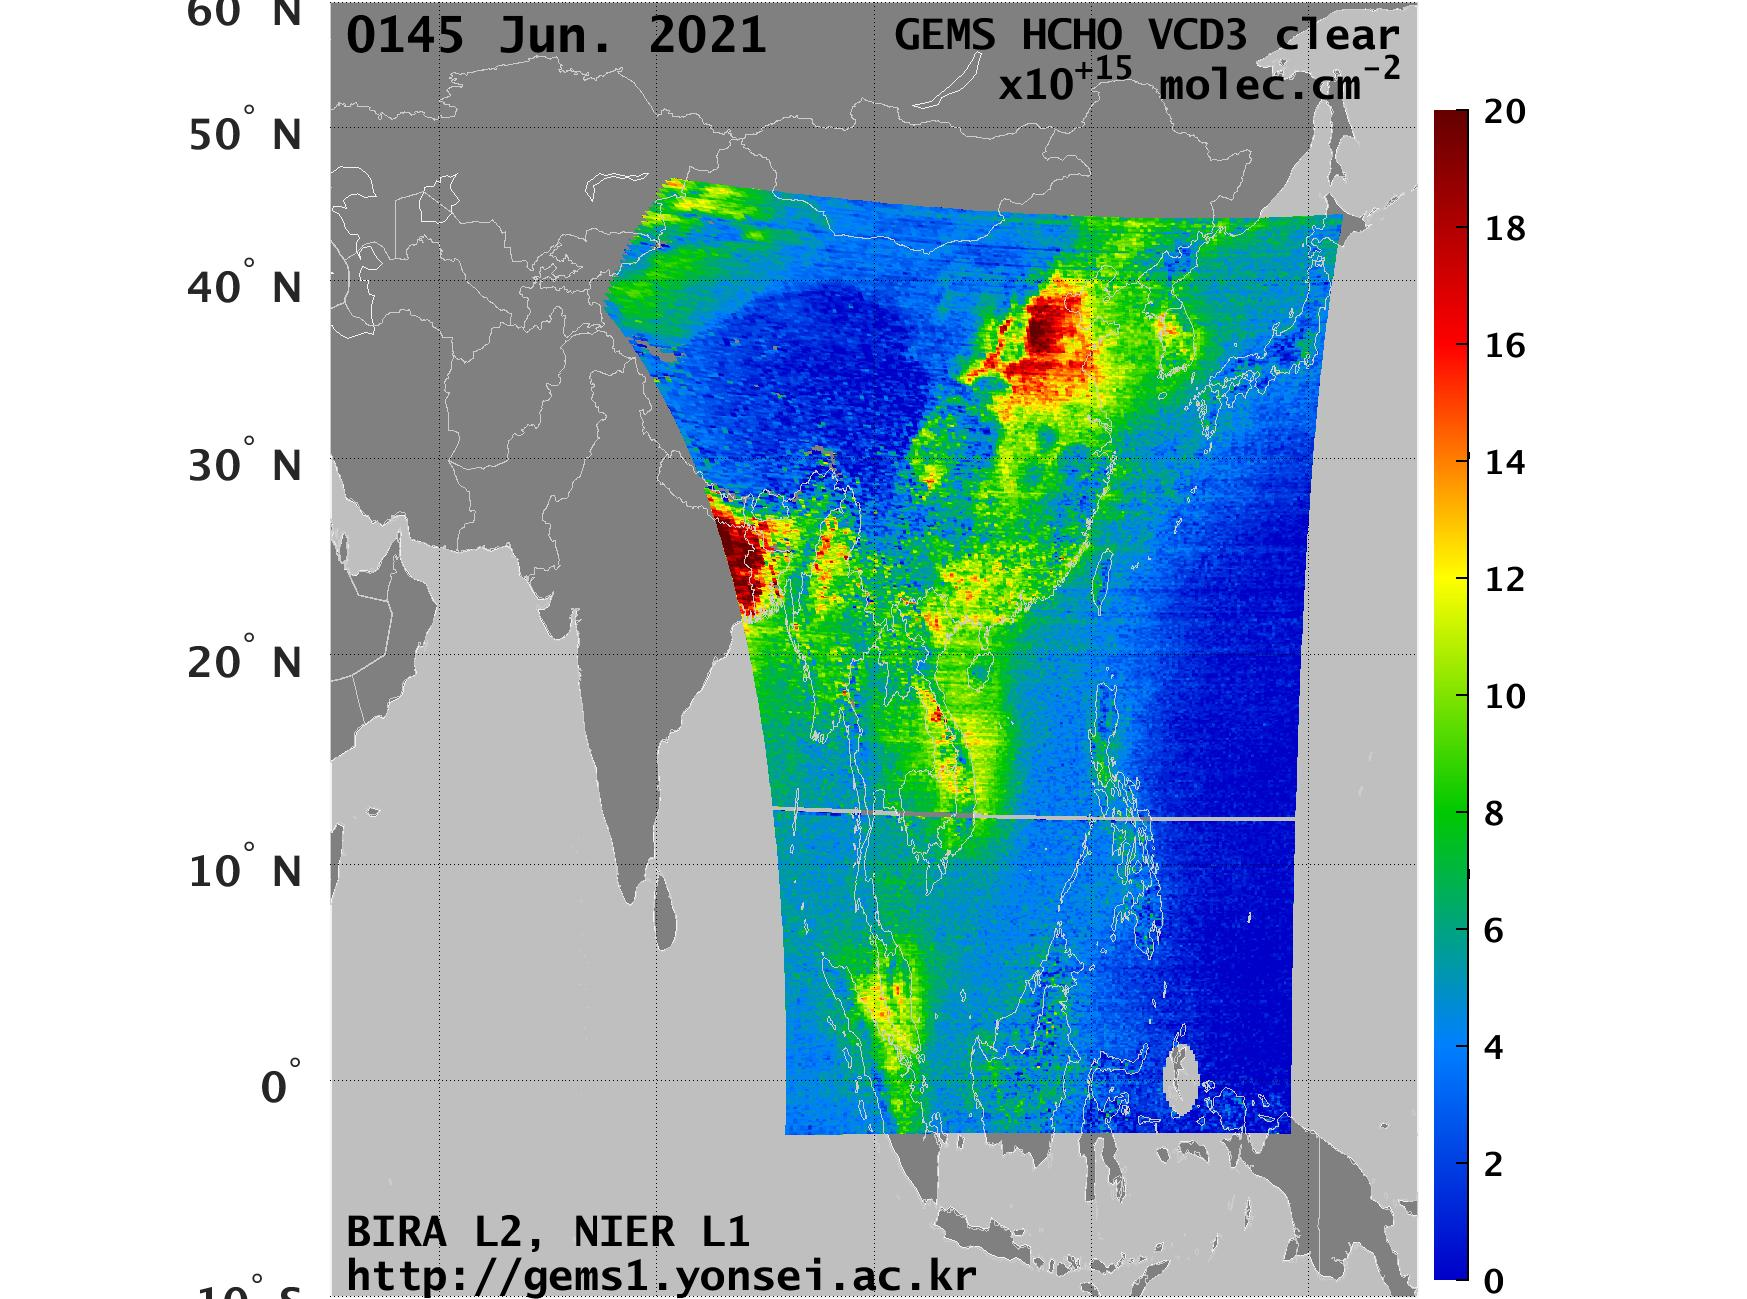 0145 Jun. 2021
GEMS HCHO VCD3 clear
x10+15 molec.cm−2
60 N
50° N
40° N
30° N
20° N
10° N
0°
10° S
20
18
16
14
12
10
8
6
4
2
0
BIRA L2, NIER L1
http://gems1.yonsei.ac.kr